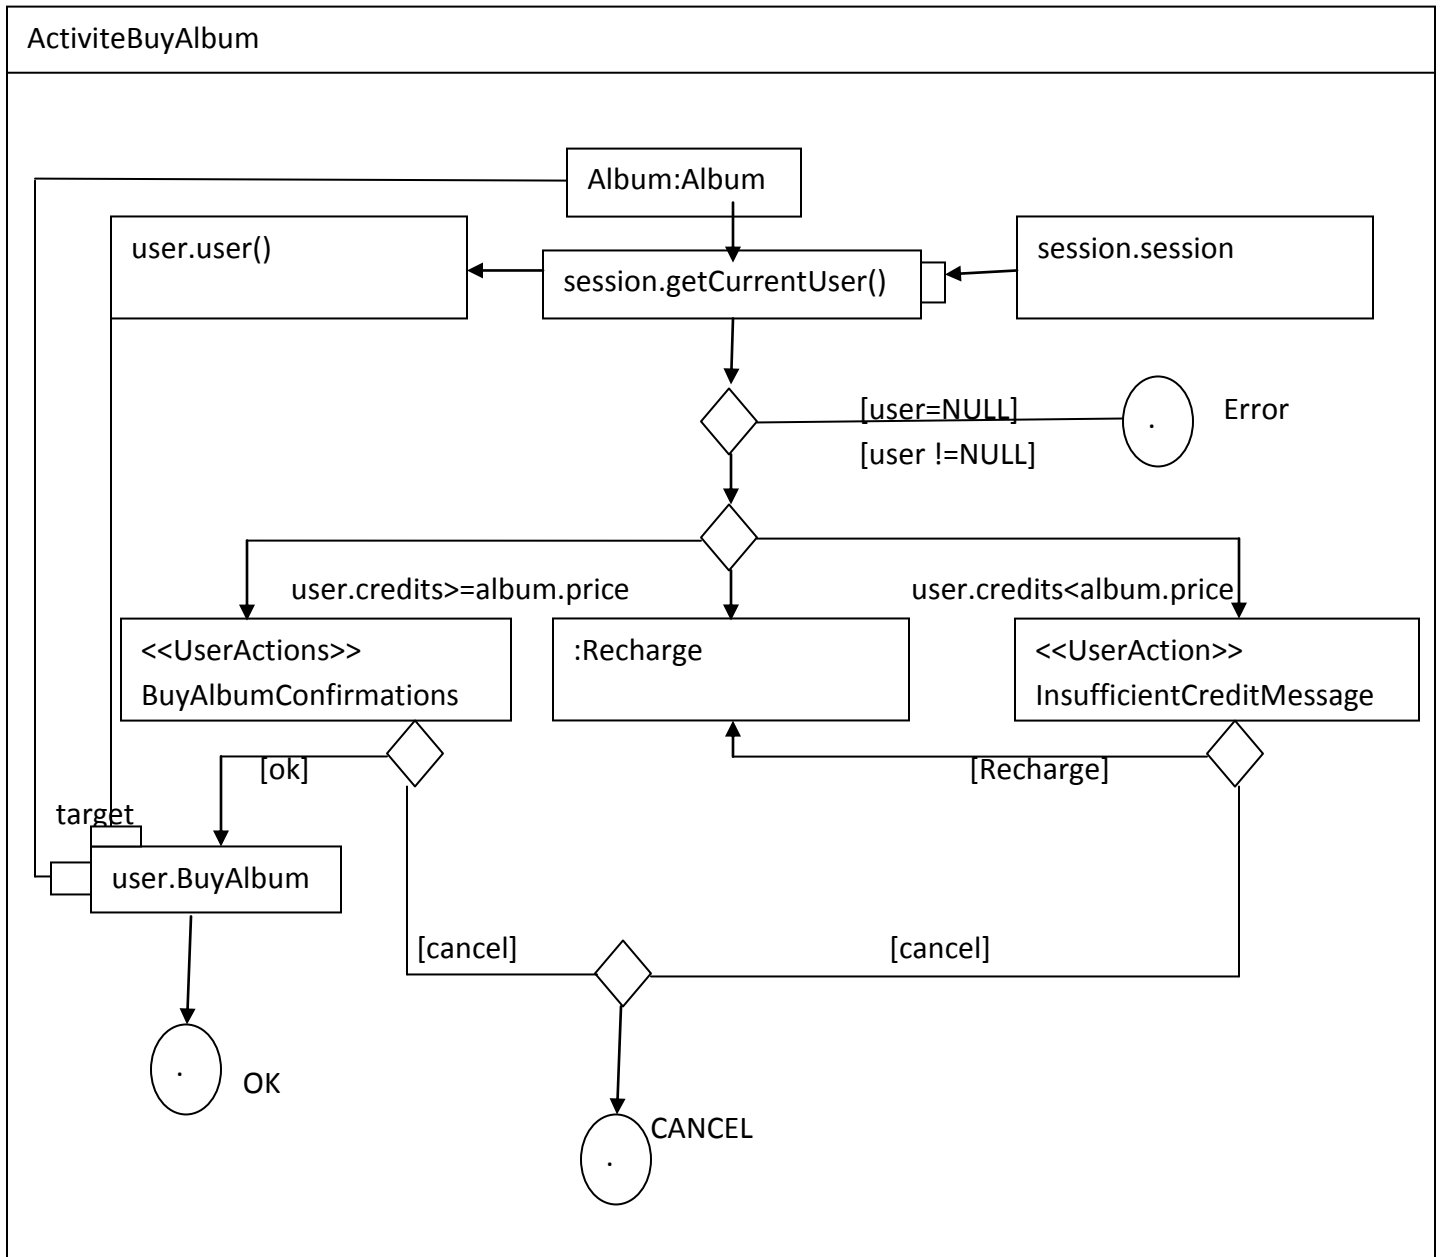 ActiviteBuyAlbum
Album:Album
user.user()
session.getCurrentUser()
session.session
[user=NULL]
Error
[user !=NULL]
user.credits>=album.price
user.credits<album.price
<<UserActions>>
BuyAlbumConfirmations
:Recharge
<<UserAction>>
InsufficientCreditMessage
[ok]
[Recharge]
target
user.BuyAlbum
[cancel]
[cancel]
OK
CANCEL